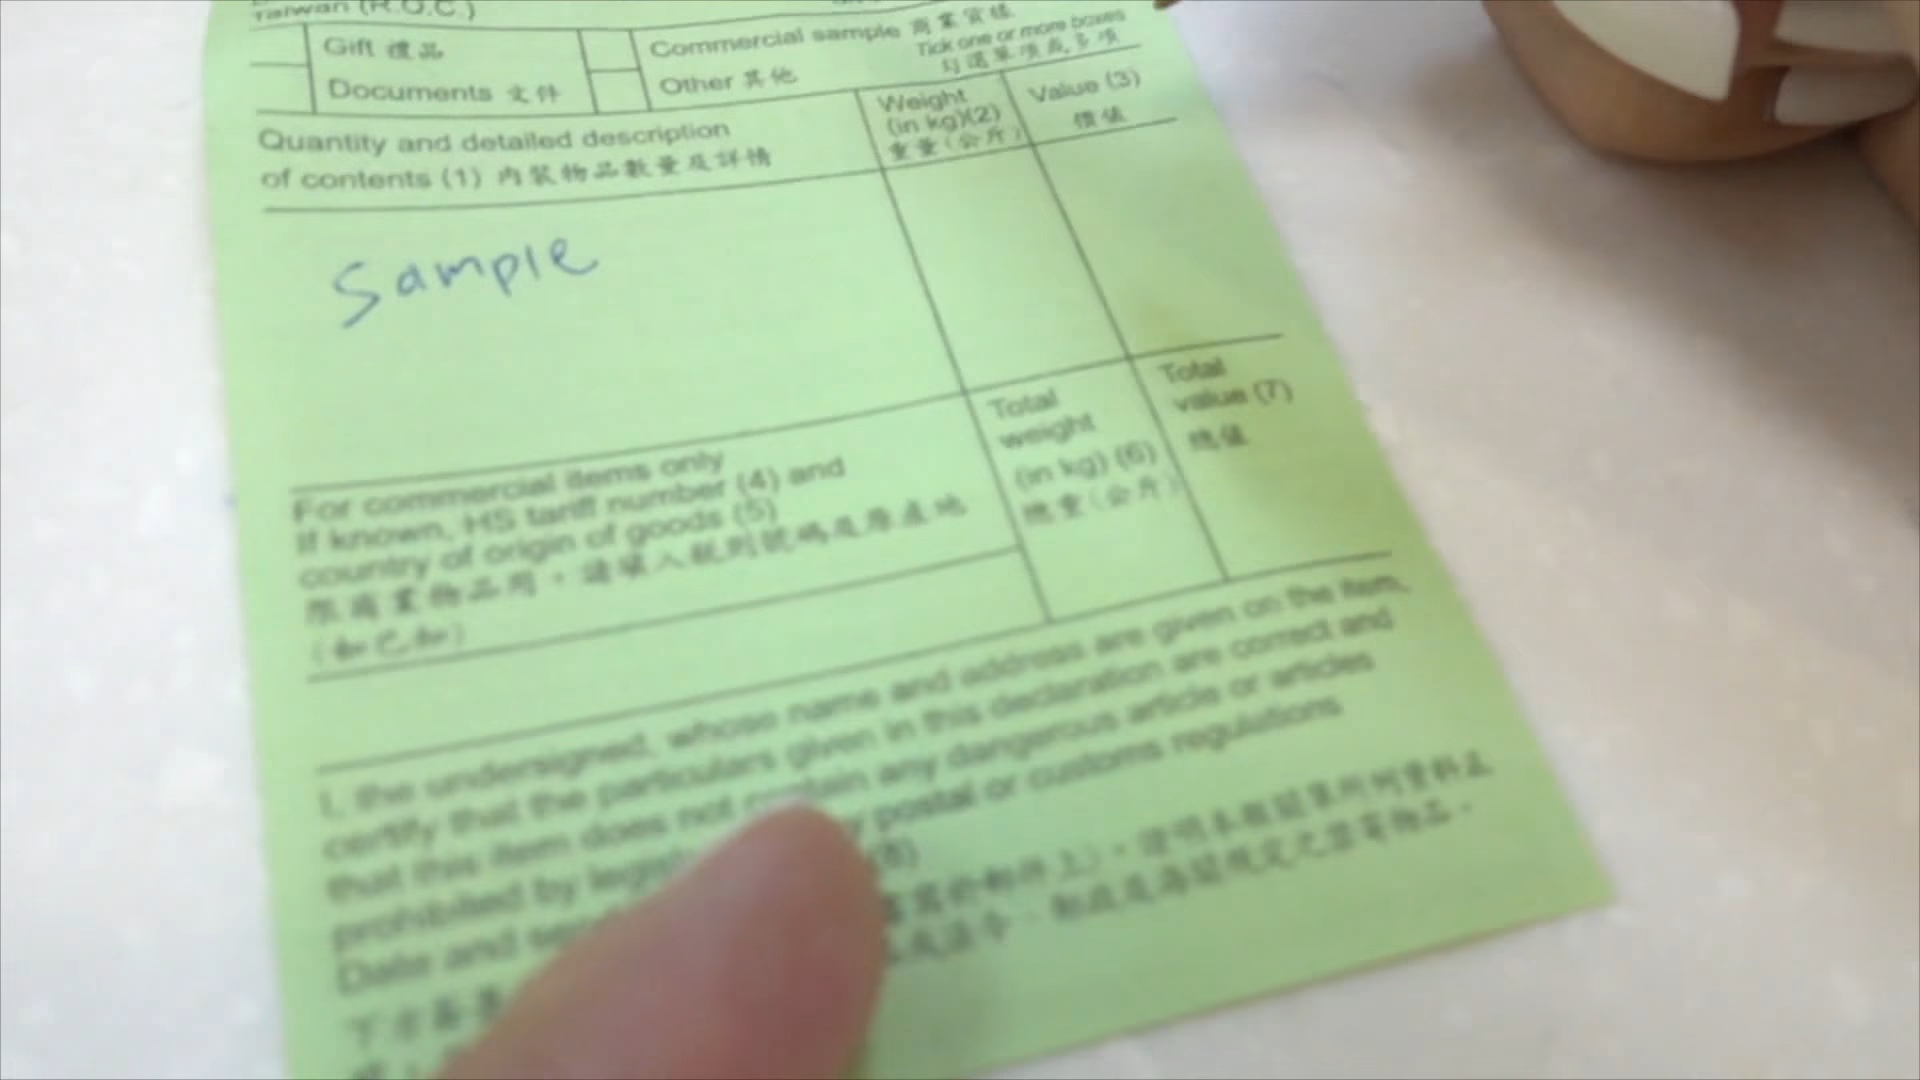 Taiwan (R.O.C.)
Gift 禮品
Commercial sample 商業貨樣
Tick one or more boxes
勾選單項或多項
Documents 文件
Other 其他
Quantity and detailed description
of contents (1) 內裝物品數量及詳情
Weight
(in kg)(2)
重量(公斤)
Value (3)
價值
Sample
For commercial items only
If known, HS tariff number (4) and
country of origin of goods (5)
限商業物品用，請填入稅則號碼及原產地
(如已知)
Total
weight
(in kg) (6)
總重(公斤)
Total
value (7)
總值
I, the undersigned, whose name and address are given on the item,
certify that the particulars given in this declaration are correct and
that this item does not contain any dangerous article or articles
prohibited by postal or customs regulations
(8)
Date and